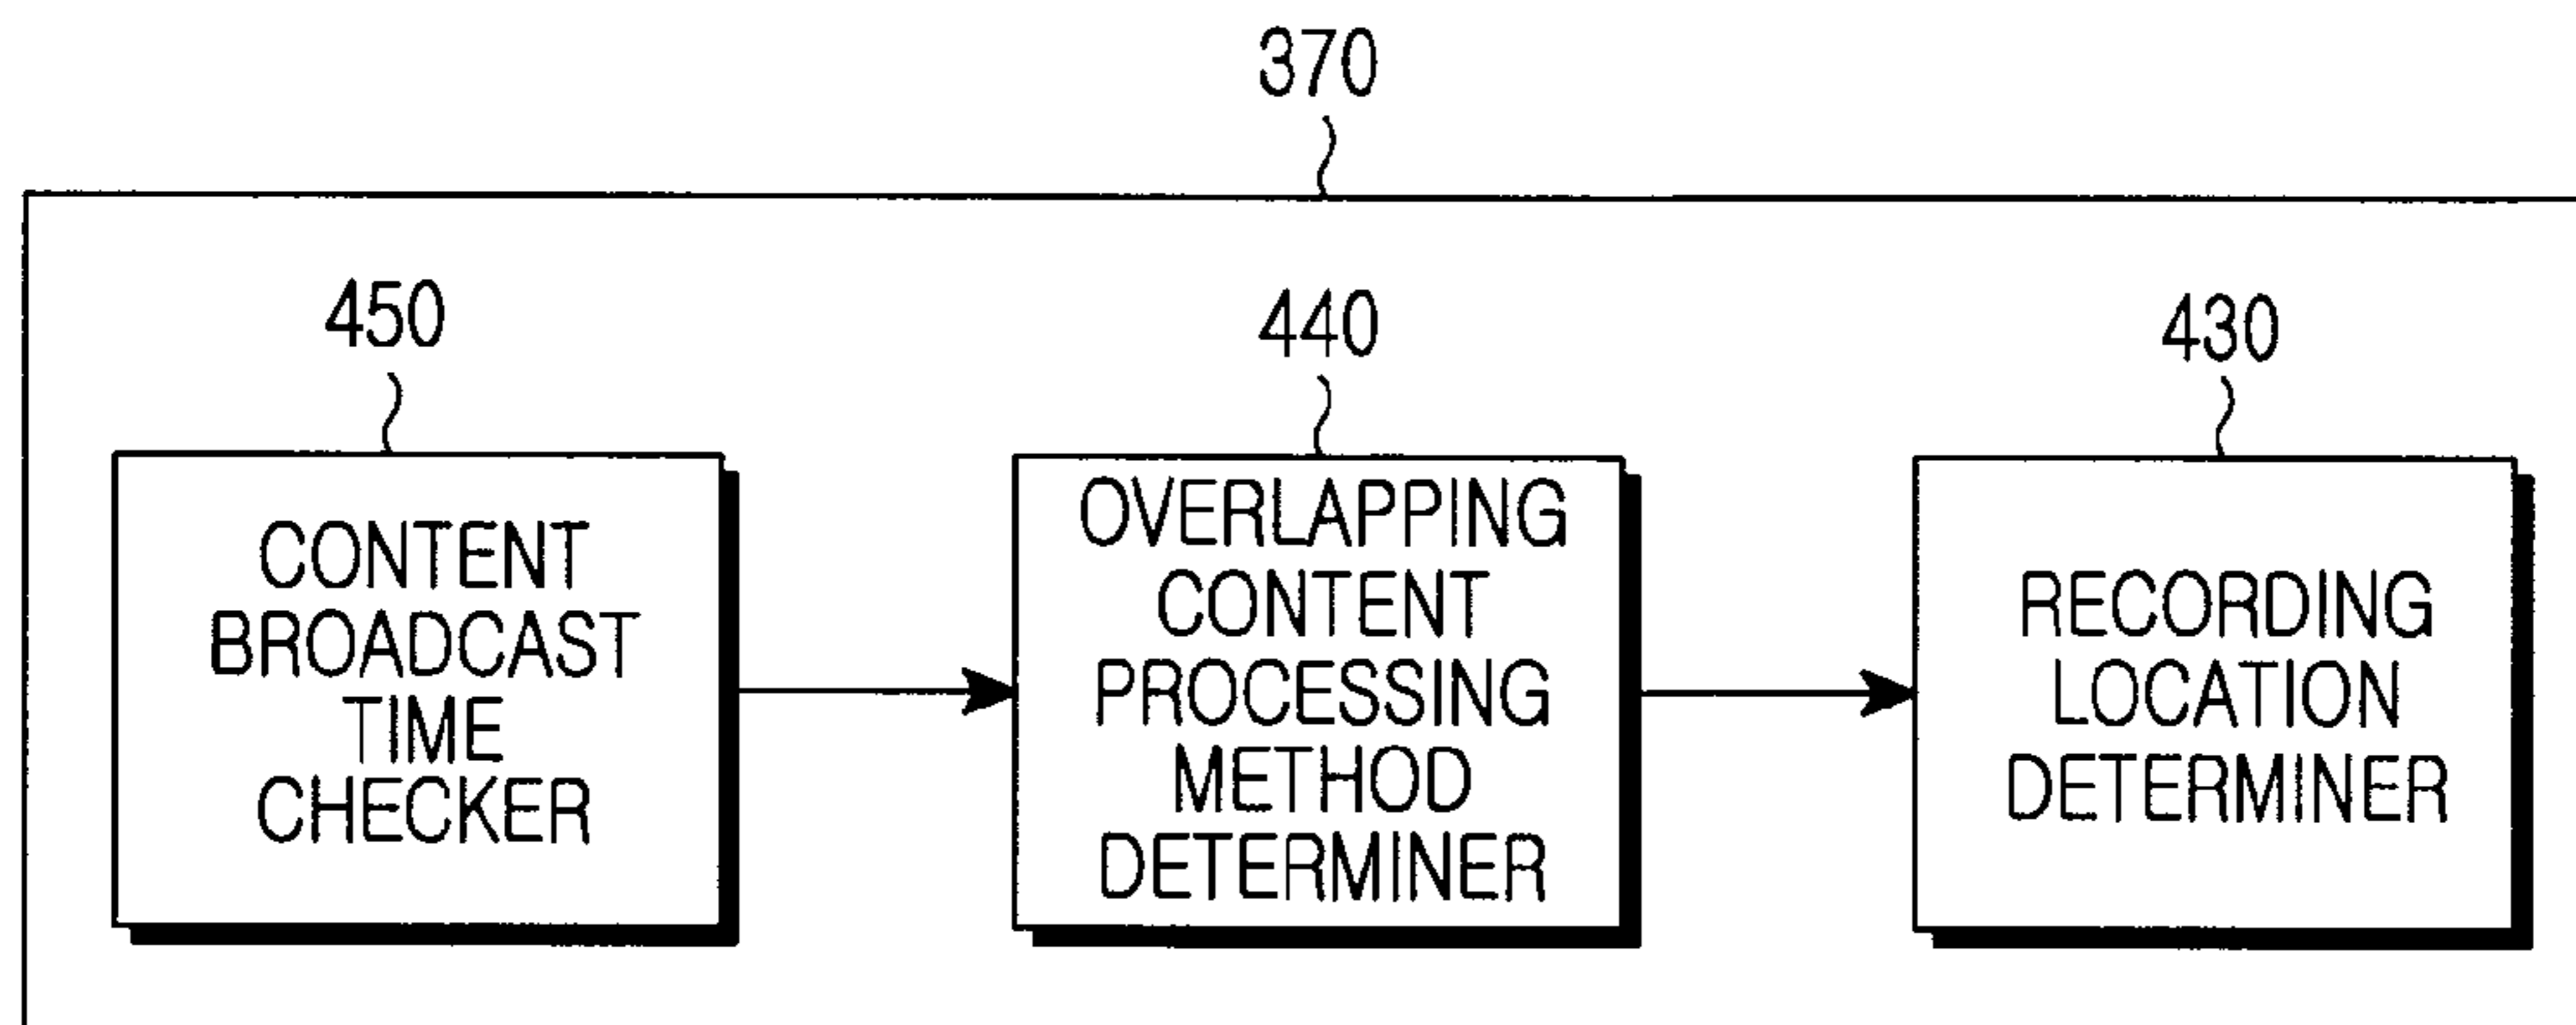 370
450
440
430
CONTENT
BROADCAST
TIME
CHECKER
OVERLAPPING
CONTENT
PROCESSING
METHOD
DETERMINER
RECORDING
LOCATION
DETERMINER